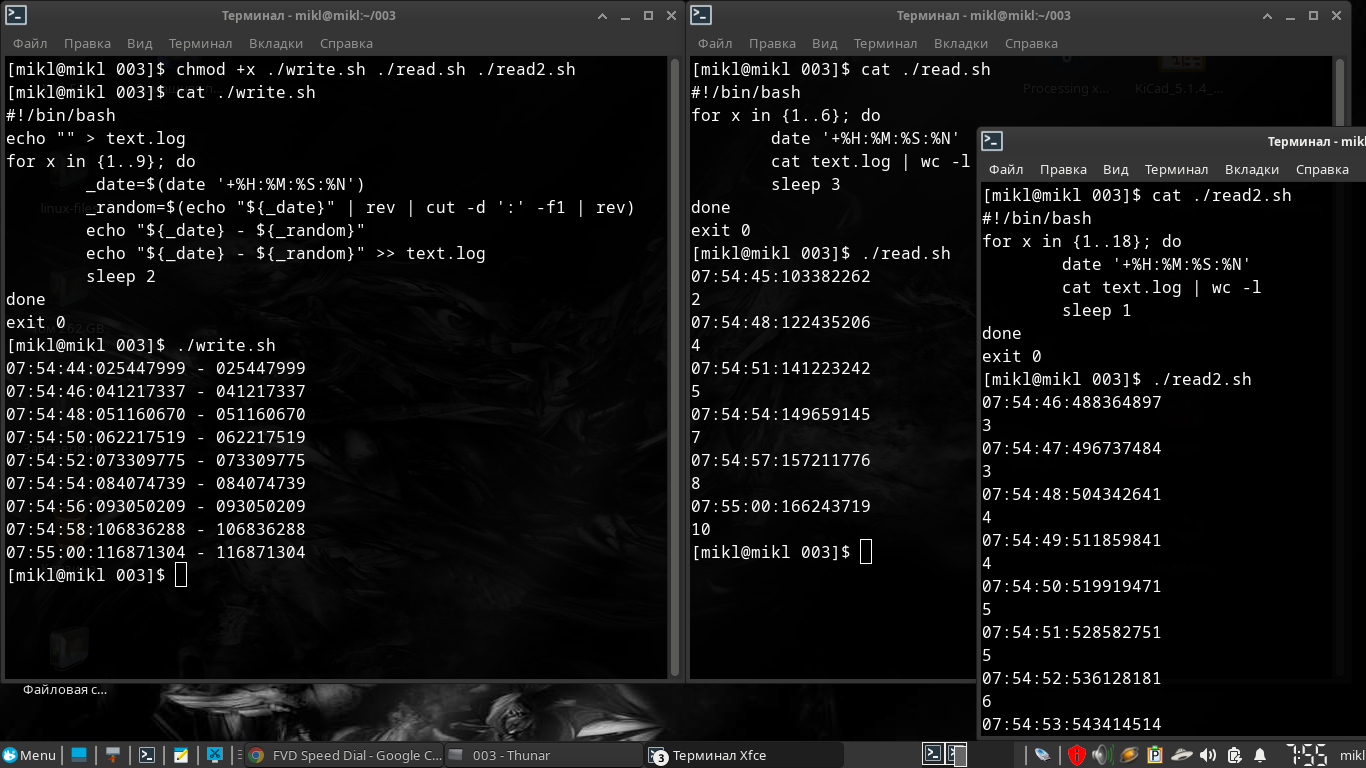 Терминал - mikl@mikl:~/003
Файл Правка Вид Терминал Вкладки Справка
[mikl@mikl 003]$ chmod +x ./write.sh ./read.sh ./read2.sh
[mikl@mikl 003]$ cat ./write.sh
#!/bin/bash
echo "" > text.log
for x in {1..9}; do
        _date=$(date '+%H:%M:%S:%N')
        _random=$(echo "${_date}" | rev | cut -d ':' -f1 | rev)
        echo "${_date} - ${_random}"
        echo "${_date} - ${_random}" >> text.log
        sleep 2
done
exit 0
[mikl@mikl 003]$ ./write.sh
07:54:44:025447999 - 025447999
07:54:46:041217337 - 041217337
07:54:48:051160670 - 051160670
07:54:50:062217519 - 062217519
07:54:52:073309775 - 073309775
07:54:54:084074739 - 084074739
07:54:56:093050209 - 093050209
07:54:58:106836288 - 106836288
07:55:00:116871304 - 116871304
[mikl@mikl 003]$
Терминал - mikl@mikl:~/003
Файл Правка Вид Терминал Вкладки Справка
[mikl@mikl 003]$ cat ./read.sh
#!/bin/bash
for x in {1..6}; do
        date '+%H:%M:%S:%N'
        cat text.log | wc -l
        sleep 3
done
exit 0
[mikl@mikl 003]$ ./read.sh
07:54:45:103382262
2
07:54:48:122435206
4
07:54:51:141223242
5
07:54:54:149659145
7
07:54:57:157211776
8
07:55:00:166243719
10
[mikl@mikl 003]$
Processing x...
KiCad_5.1.4_...
Терминал - mikl
Файл Правка Вид Терминал Вкладки Справка
[mikl@mikl 003]$ cat ./read2.sh
#!/bin/bash
for x in {1..18}; do
        date '+%H:%M:%S:%N'
        cat text.log | wc -l
        sleep 1
done
exit 0
[mikl@mikl 003]$ ./read2.sh
07:54:46:488364897
3
07:54:47:496737484
3
07:54:48:504342641
4
07:54:49:511859841
4
07:54:50:519919471
5
07:54:51:528582751
5
07:54:52:536128181
6
07:54:53:543414514
Файловая с...
Menu
FVD Speed Dial - Google C...
003 - Thunar
3 Терминал Xfce
7:55
mikl